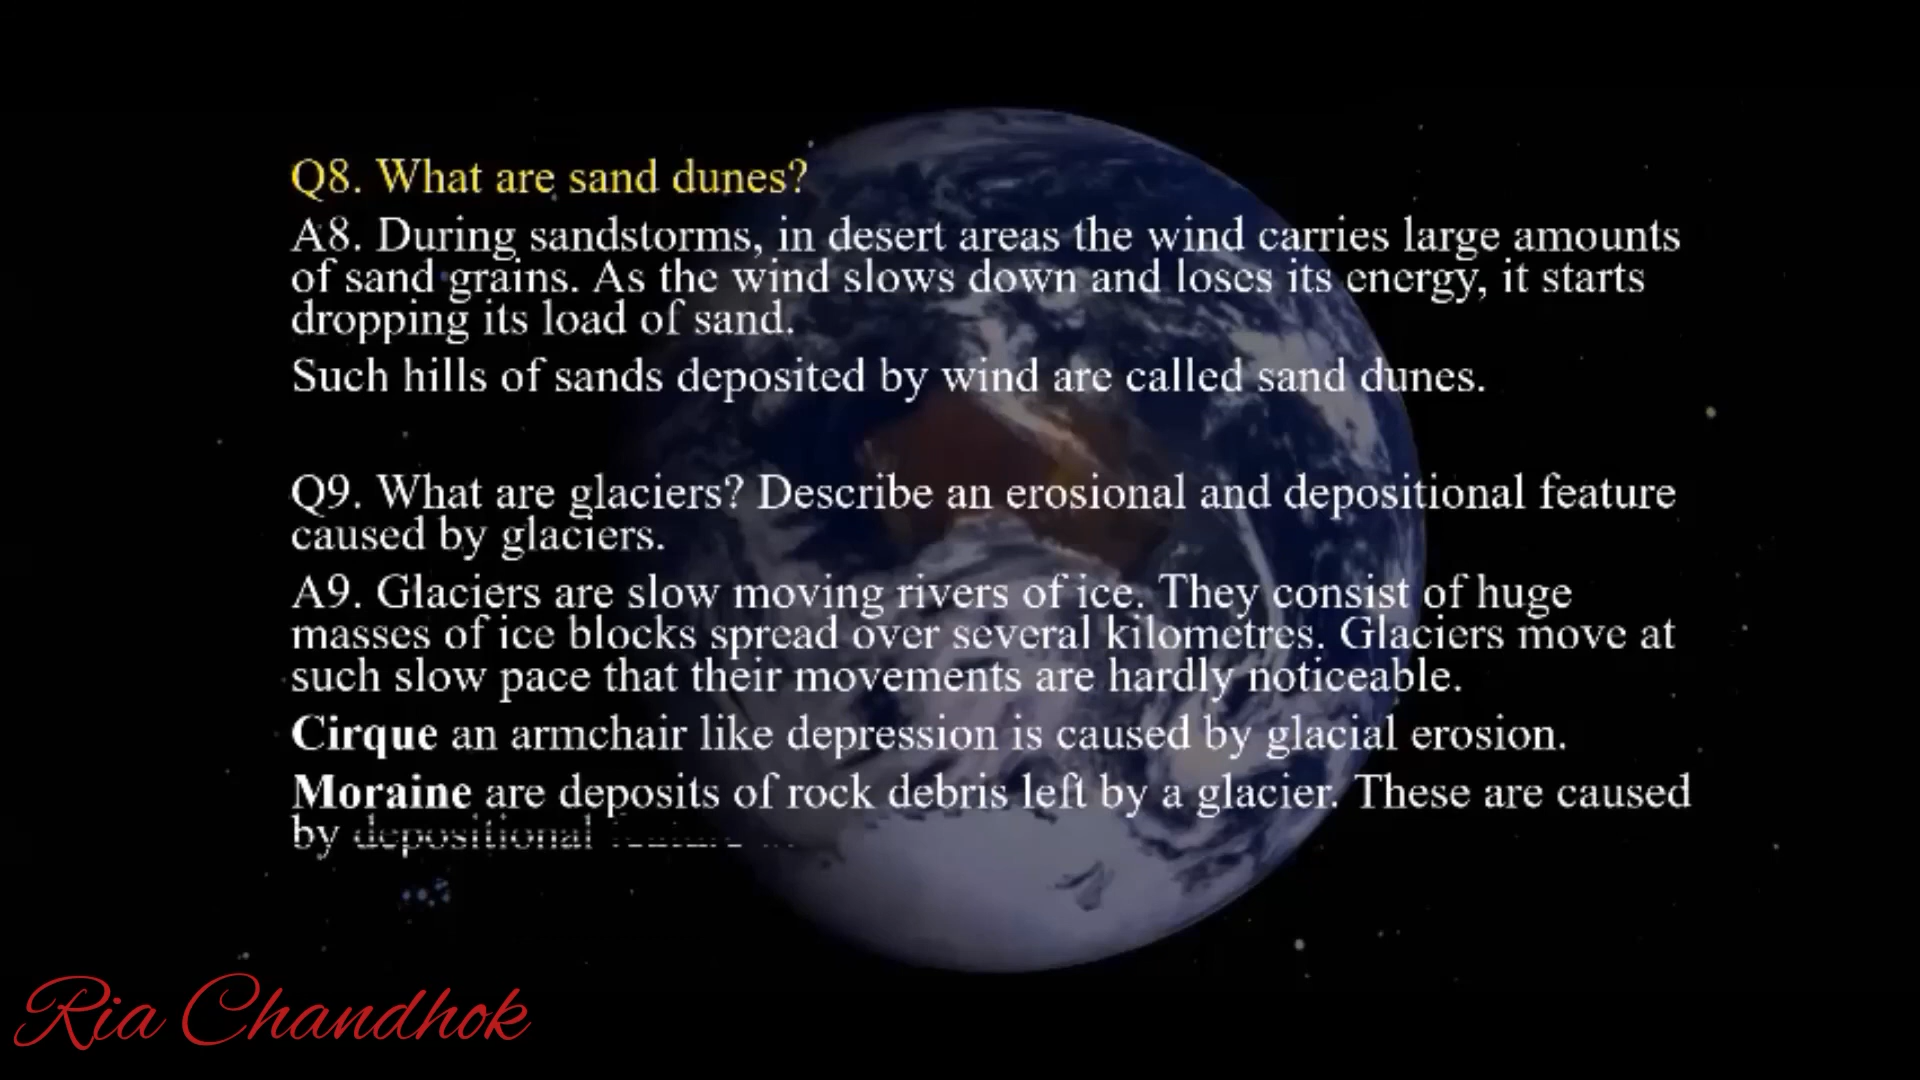 Q8. What are sand dunes?
A8. During sandstorms, in desert areas the wind carries large amounts
of sand grains. As the wind slows down and loses its energy, it starts
dropping its load of sand.
Such hills of sands deposited by wind are called sand dunes.
Q9. What are glaciers? Describe an erosional and depositional feature
caused by glaciers.
A9. Glaciers are slow moving rivers of ice. They consist of huge
masses of ice blocks spread over several kilometres. Glaciers move at
such slow pace that their movements are hardly noticeable.
Cirque an armchair like depression is caused by glacial erosion.
Moraine are deposits of rock debris left by a glacier. These are caused
by depositional
Ria Chandhok